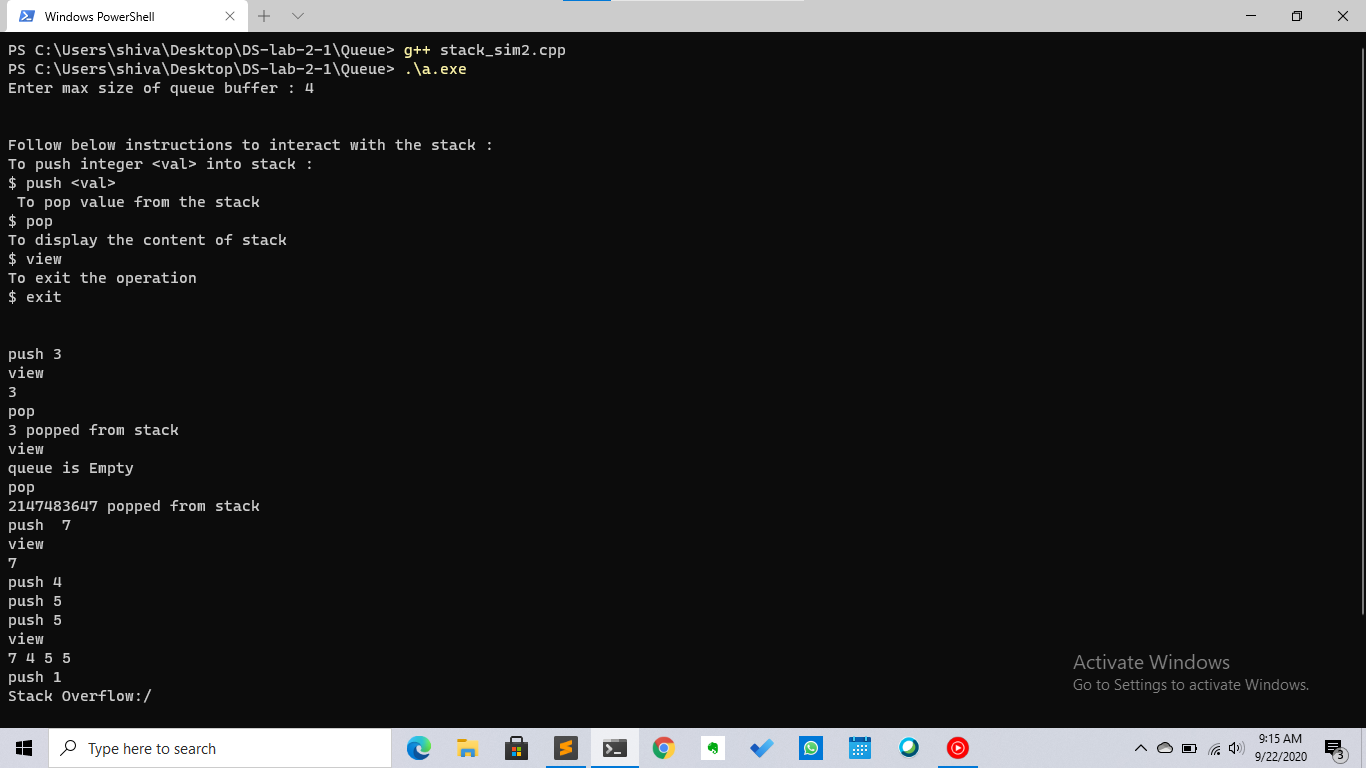 Windows PowerShell
PS C:\Users\shiva\Desktop\DS-lab-2-1\Queue> g++ stack_sim2.cpp
PS C:\Users\shiva\Desktop\DS-lab-2-1\Queue> .\a.exe
Enter max size of queue buffer : 4
Follow below instructions to interact with the stack :
To push integer <val> into stack :
$ push <val>
 To pop value from the stack
$ pop
To display the content of stack
$ view
To exit the operation
$ exit
push 3
view
3
pop
3 popped from stack
view
queue is Empty
pop
2147483647 popped from stack
push  7
view
7
push 4
push 5
push 5
view
7 4 5 5
push 1
Stack Overflow:/
Activate Windows
Go to Settings to activate Windows.
Type here to search
9:15 AM
9/22/2020
3